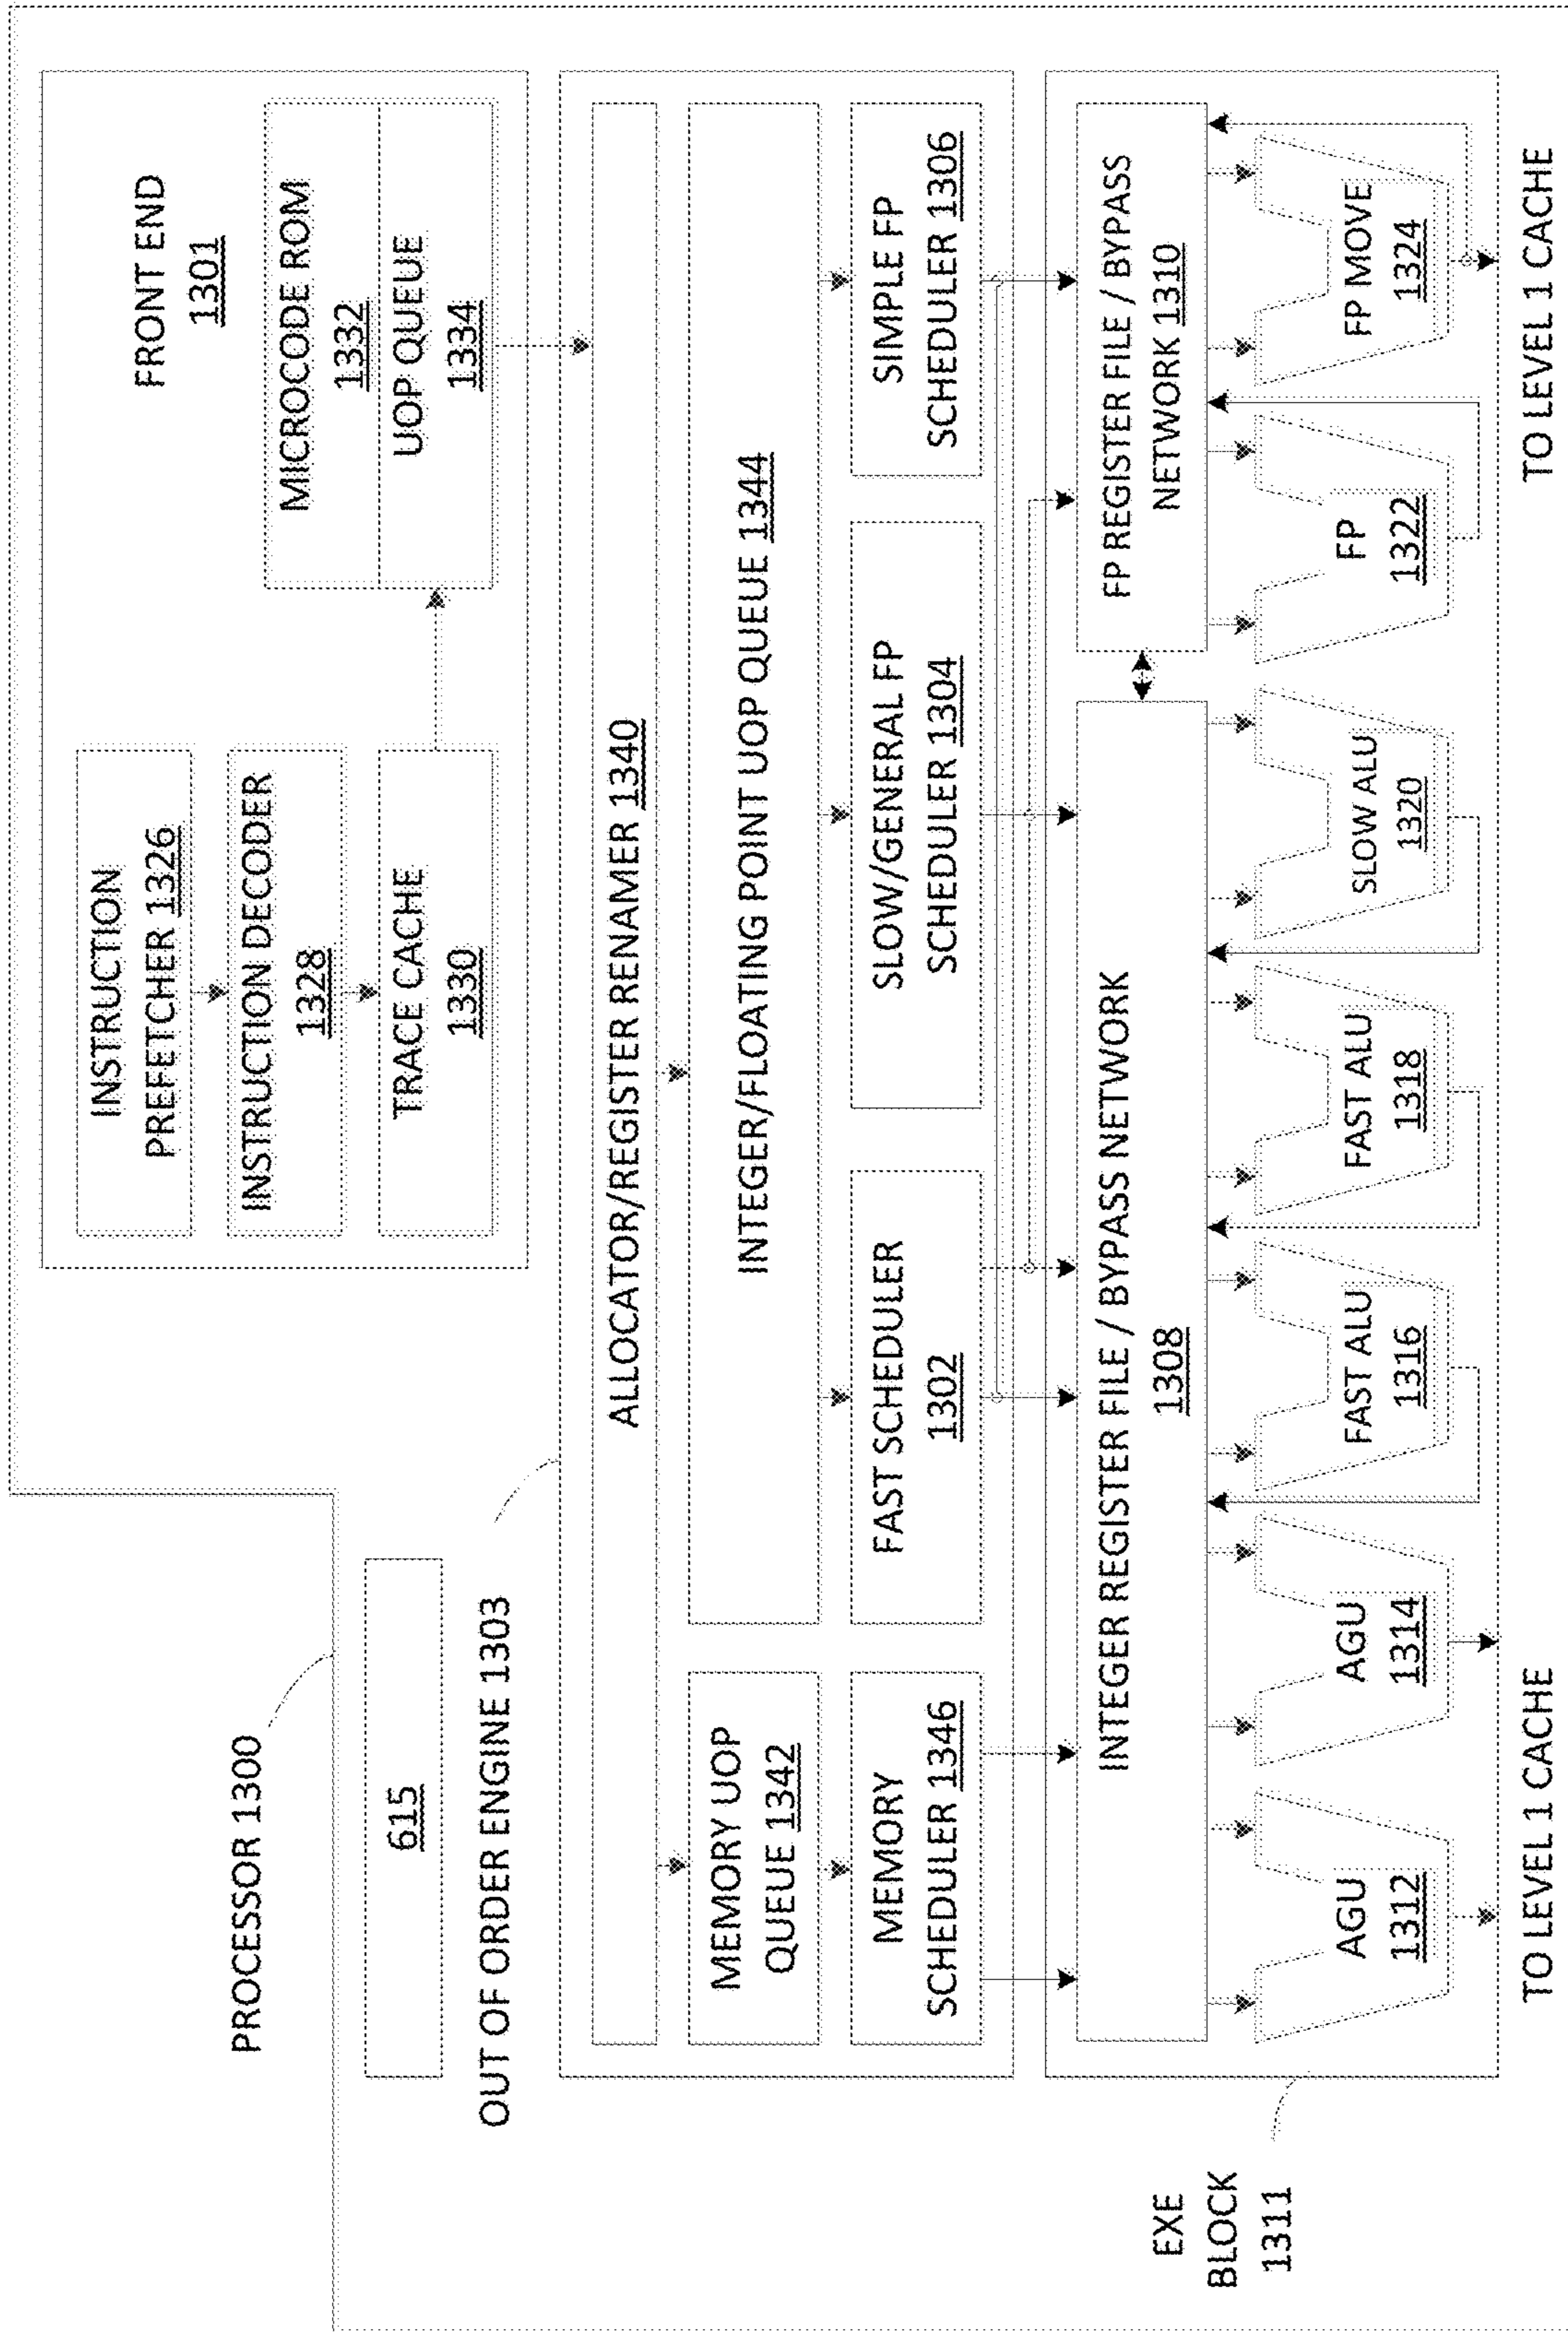 PROCESSOR 1300
615
FRONT END
1301
INSTRUCTION
PREFETCHER 1326
INSTRUCTION DECODER
1328
TRACE CACHE
1330
MICROCODE ROM
1332
UOP QUEUE
1334
OUT OF ORDER ENGINE 1303
ALLOCATOR/REGISTER RENAMER 1340
MEMORY UOP
QUEUE 1342
INTEGER/FLOATING POINT UOP QUEUE 1344
MEMORY
SCHEDULER 1346
FAST SCHEDULER
1302
SLOW/GENERAL FP
SCHEDULER 1304
SIMPLE FP
SCHEDULER 1306
EXE
BLOCK
1311
INTEGER REGISTER FILE / BYPASS NETWORK
1308
FP REGISTER FILE / BYPASS
NETWORK 1310
AGU
1312
AGU
1314
FAST ALU
1316
FAST ALU
1318
SLOW ALU
1320
FP
1322
FP MOVE
1324
TO LEVEL 1 CACHE
TO LEVEL 1 CACHE